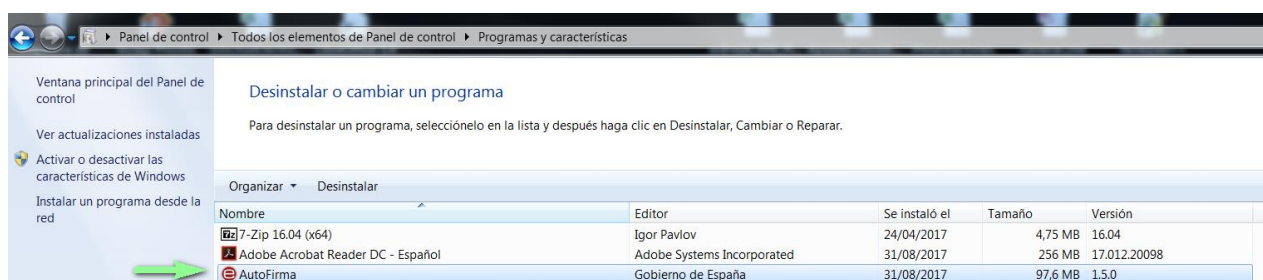 Panel de control ▸ Todos los elementos de Panel de control ▸ Programas y características
Ventana principal del Panel de
control
Ver actualizaciones instaladas
Activar o desactivar las
características de Windows
Instalar un programa desde la
red
Desinstalar o cambiar un programa
Para desinstalar un programa, selecciónelo en la lista y después haga clic en Desinstalar, Cambiar o Reparar.
Organizar Desinstalar
Nombre Editor Se instaló el Tamaño Versión
7-Zip 16.04 (x64) Igor Pavlov 24/04/2017 4,75 MB 16.04
Adobe Acrobat Reader DC - Español Adobe Systems Incorporated 31/08/2017 256 MB 17.012.20098
AutoFirma Gobierno de España 31/08/2017 97,6 MB 1.5.0